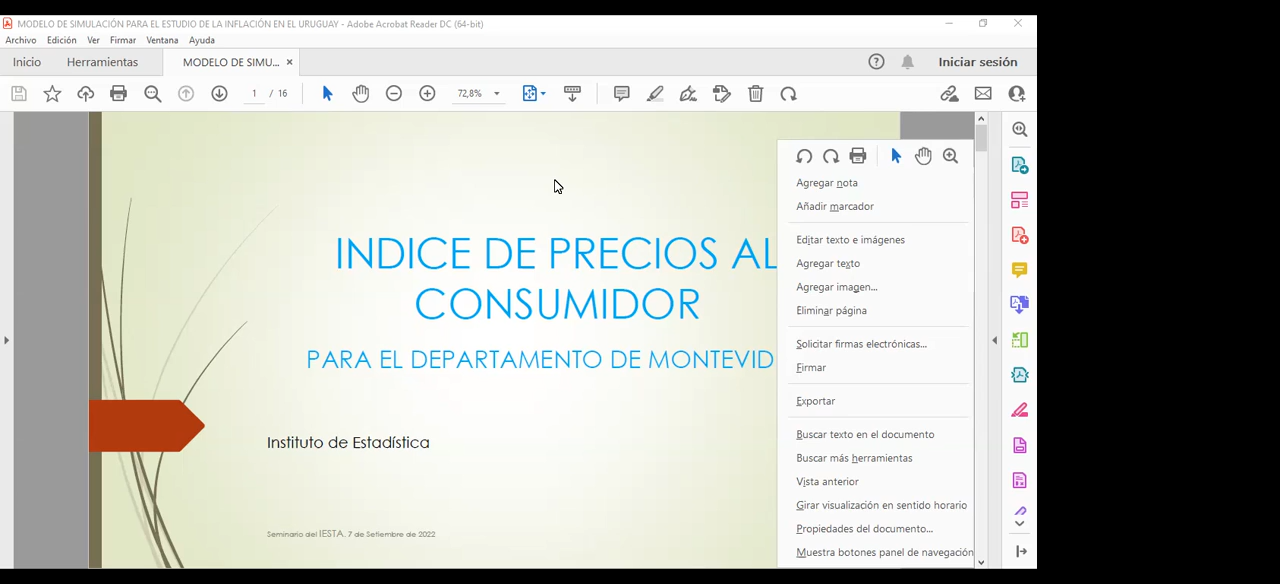 MODELO DE SIMULACIÓN PARA EL ESTUDIO DE LA INFLACIÓN EN EL URUGUAY - Adobe Acrobat Reader DC (64-bit)
Archivo Edición Ver Firmar Ventana Ayuda
Inicio Herramientas MODELO DE SIMU... Iniciar sesión
1 / 16 72,8%
INDICE DE PRECIOS AL
CONSUMIDOR
PARA EL DEPARTAMENTO DE MONTEVID
Instituto de Estadística
Seminario del IESTA, 7 de Setiembre de 2022
Agregar nota
Añadir marcador
Editar texto e imágenes
Agregar texto
Agregar imagen...
Eliminar página
Solicitar firmas electrónicas...
Firmar
Exportar
Buscar texto en el documento
Buscar más herramientas
Vista anterior
Girar visualización en sentido horario
Propiedades del documento...
Muestra botones panel de navegación